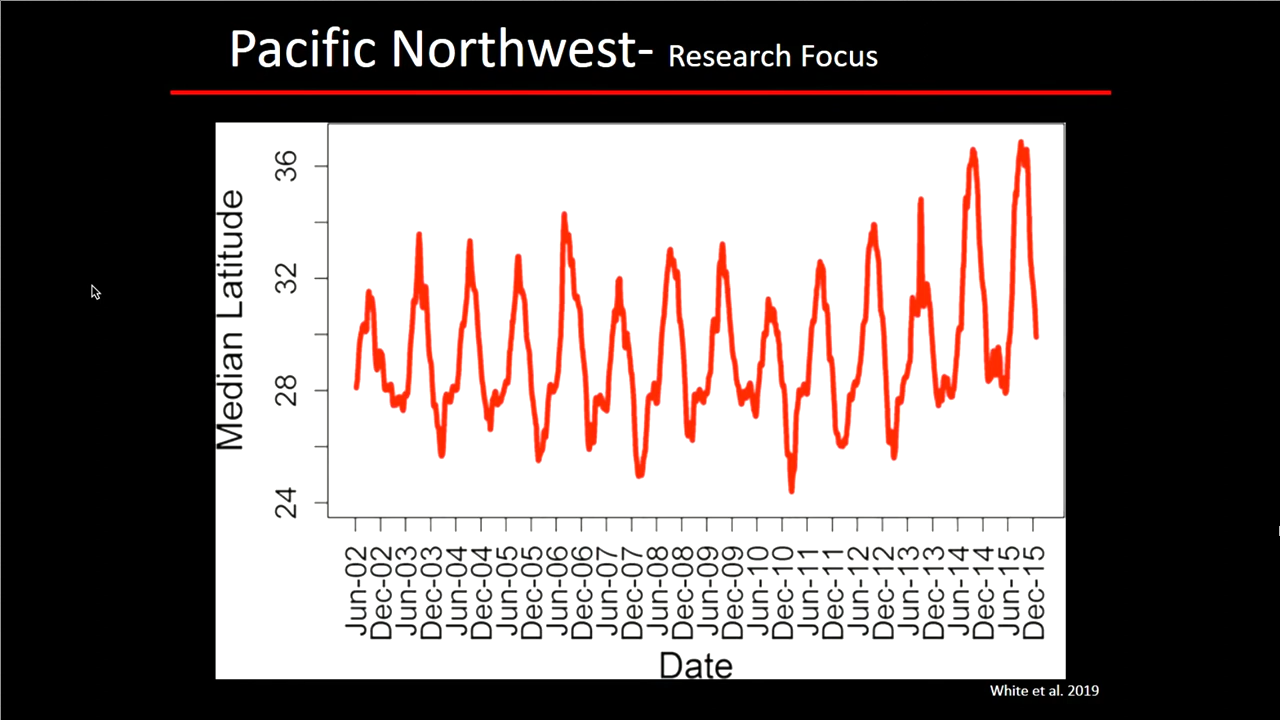 Pacific Northwest- Research Focus
Median Latitude
36
32
28
24
Jun-02
Dec-02
Jun-03
Dec-03
Jun-04
Dec-04
Jun-05
Dec-05
Jun-06
Dec-06
Jun-07
Dec-07
Jun-08
Dec-08
Jun-09
Dec-09
Jun-10
Dec-10
Jun-11
Dec-11
Jun-12
Dec-12
Jun-13
Dec-13
Jun-14
Dec-14
Jun-15
Dec-15
Date
White et al. 2019